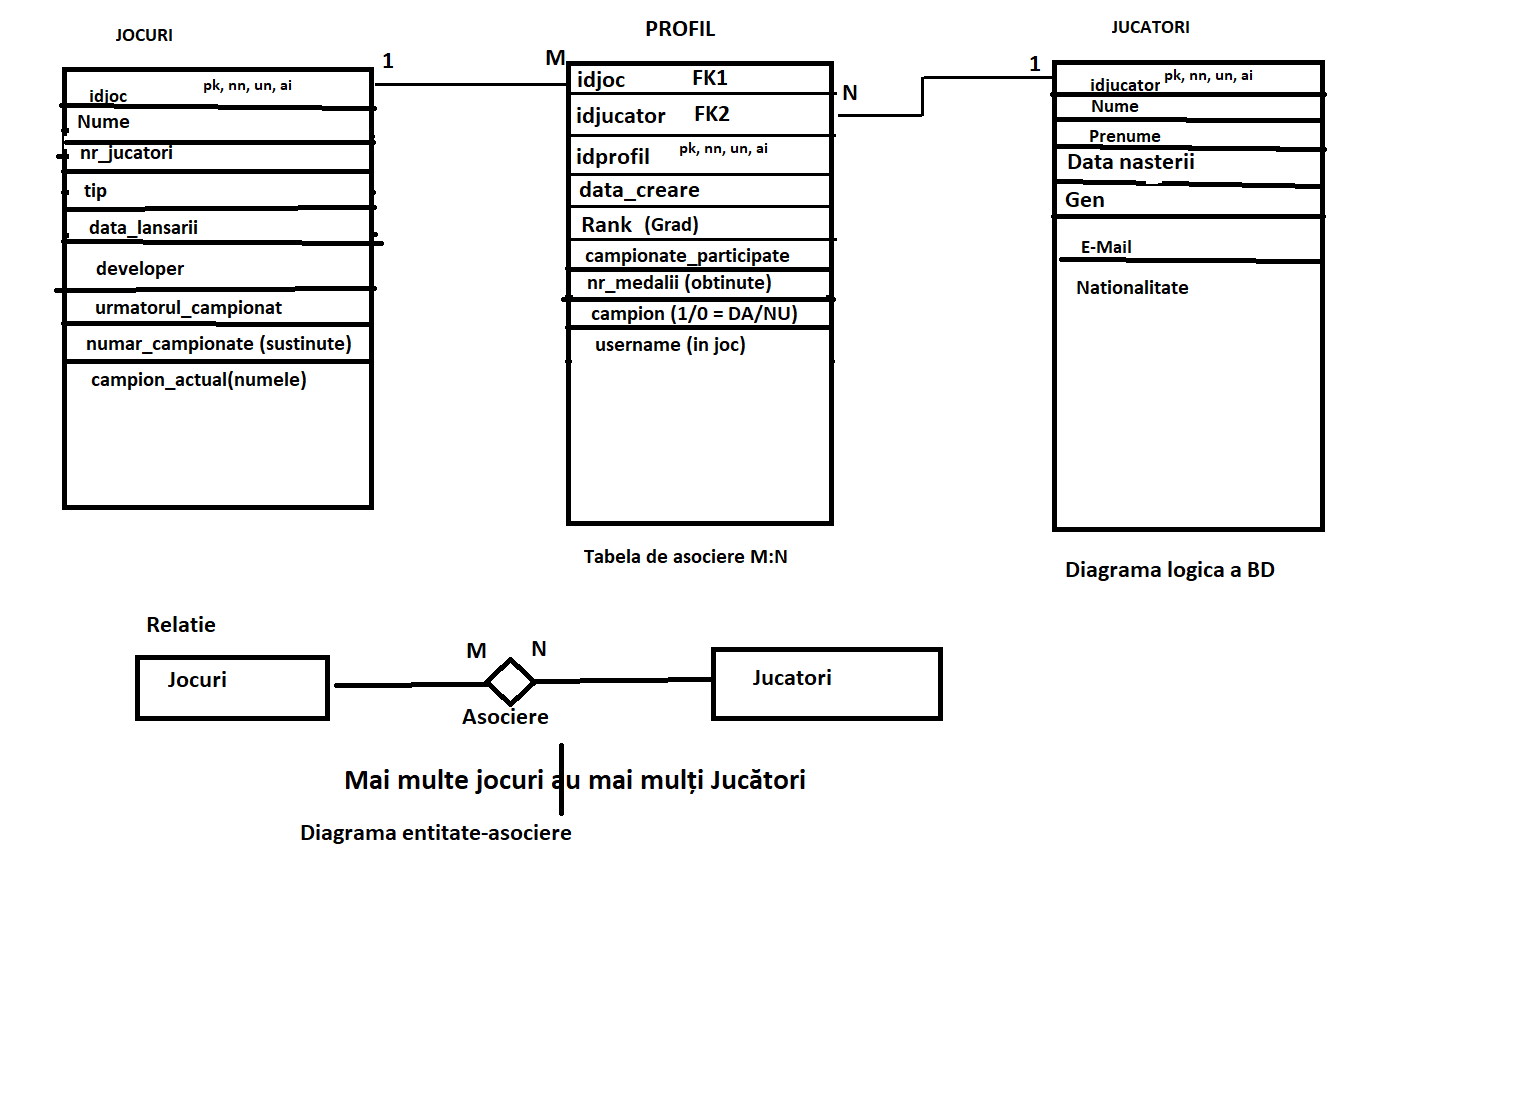 JOCURI
1
idjoc pk, nn, un, ai
Nume
nr_jucatori
tip
data_lansarii
developer
urmatorul_campionat
numar_campionate (sustinute)
campion_actual(numele)
PROFIL
M
N
idjoc FK1
idjucator FK2
idprofil pk, nn, un, ai
data_creare
Rank (Grad)
campionate_participate
nr_medalii (obtinute)
campion (1/0 = DA/NU)
username (in joc)
Tabela de asociere M:N
JUCATORI
1
idjucator pk, nn, un, ai
Nume
Prenume
Data nasterii
Gen
E-Mail
Nationalitate
Diagrama logica a BD
Relatie
Jocuri
M N
Asociere
Jucatori
Mai multe jocuri au mai mulți Jucători
Diagrama entitate-asociere